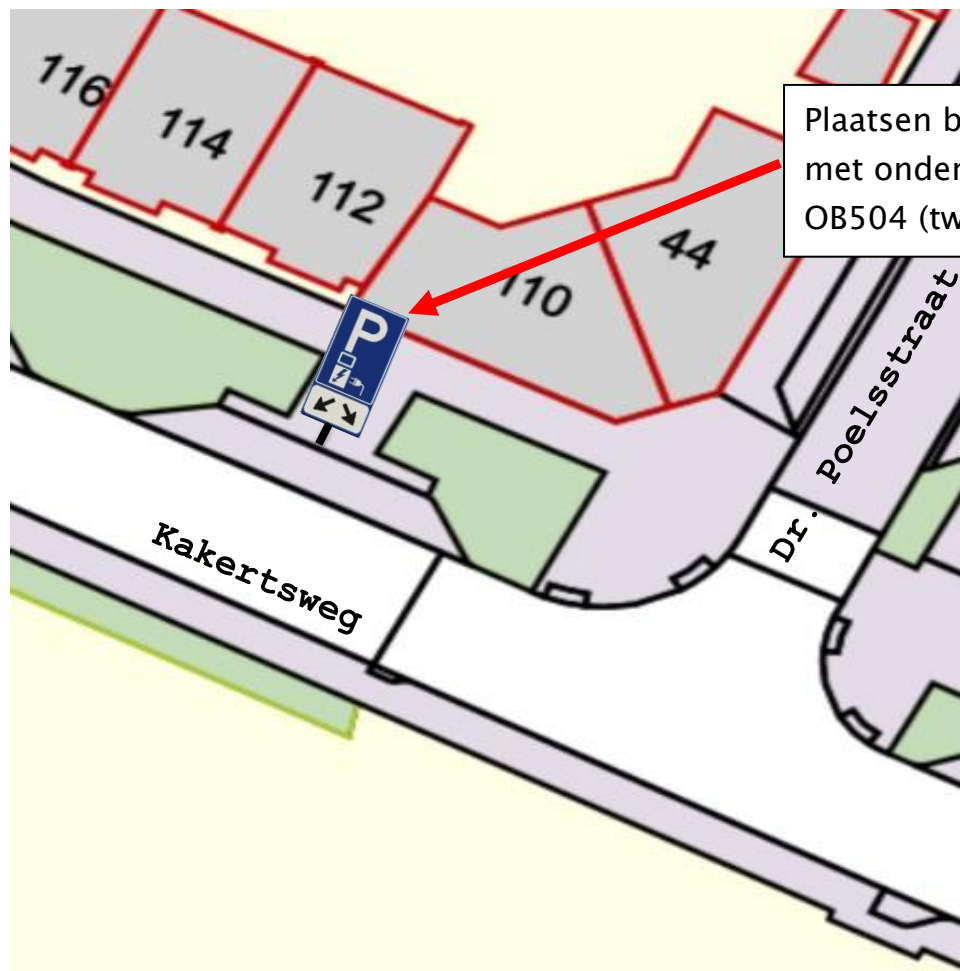 116
114
112
110
44
Plaatsen b
met onder
OB504 (tw
P
Kakertsweg
Dr. Poelsstraat